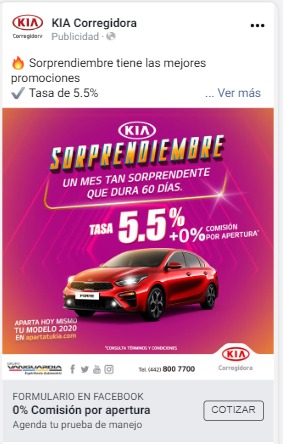 KIA Corregidora
Publicidad ·
🔥 Sorprendiembre tiene las mejores
promociones
✔ Tasa de 5.5% ... Ver más
KIA
SORPRENDIEMBRE
UN MES TAN SORPRENDENTE
QUE DURA 60 DÍAS.
TASA 5.5% +0% COMISIÓN
POR APERTURA*
APARTA HOY MISMO
TU MODELO 2020
EN apartatukia.com
*CONSULTA TÉRMINOS Y CONDICIONES
KIA
Corregidora
GRUPO
VANGUARDIA
Tel. (442) 800 7700
FORMULARIO EN FACEBOOK
0% Comisión por apertura
Agenda tu prueba de manejo
COTIZAR